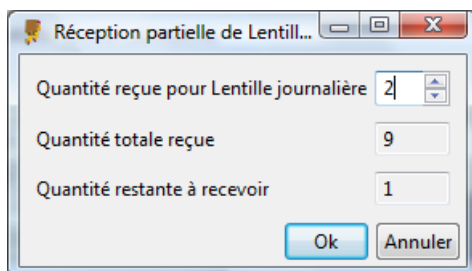 Réception partielle de Lentill...
Quantité reçue pour Lentille journalière 2
Quantité totale reçue 9
Quantité restante à recevoir 1
Ok Annuler